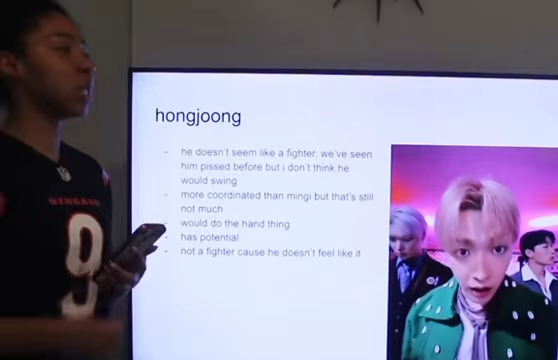 hongjoong
- he doesn't seem like a fighter. we've seen
him pissed before but i don't think he
would swing
- more coordinated than mingi but that's still
not much
- would do the hand thing
- has potential
- not a fighter cause he doesn't feel like it
BENGALS
9